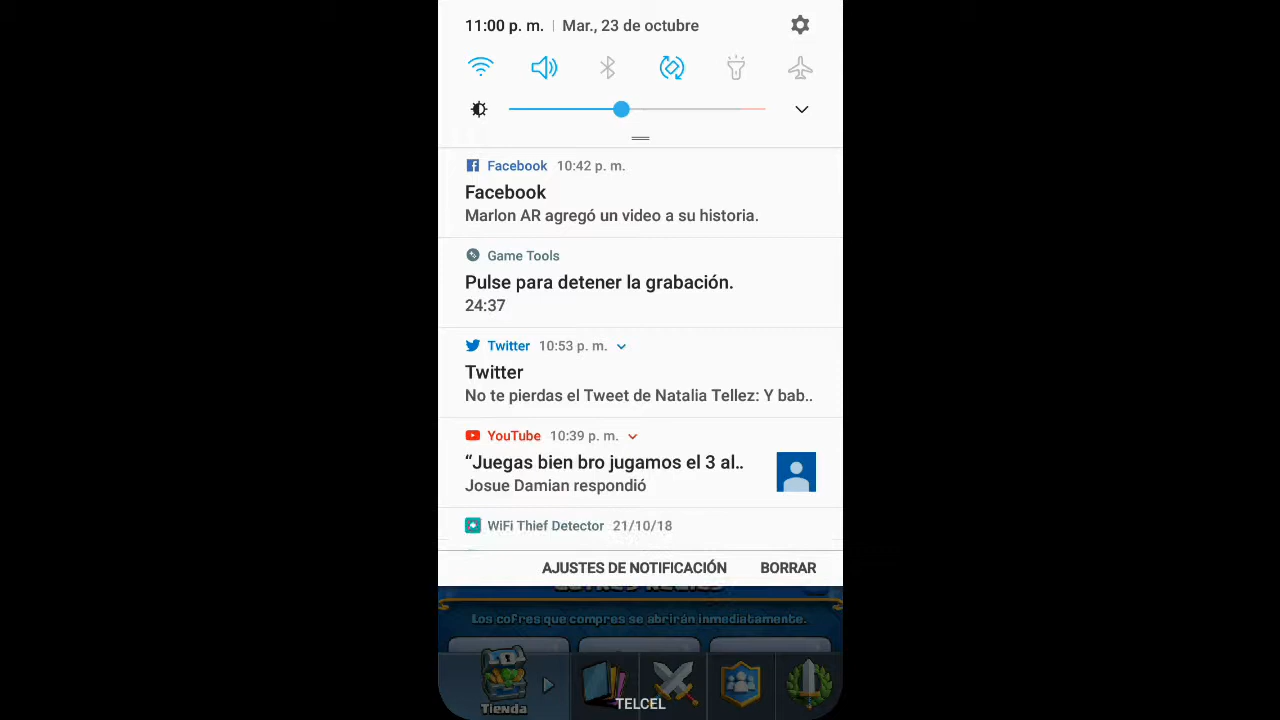 11:00 p. m. | Mar., 23 de octubre
Facebook 10:42 p. m.
Facebook
Marlon AR agregó un video a su historia.
Game Tools
Pulse para detener la grabación.
24:37
Twitter 10:53 p. m.
Twitter
No te pierdas el Tweet de Natalia Tellez: Y bab..
YouTube 10:39 p. m.
“Juegas bien bro jugamos el 3 al..
Josue Damian respondió
WiFi Thief Detector 21/10/18
AJUSTES DE NOTIFICACIÓN BORRAR
Los cofres que compres se abrirán inmediatamente.
Tienda
TELCEL